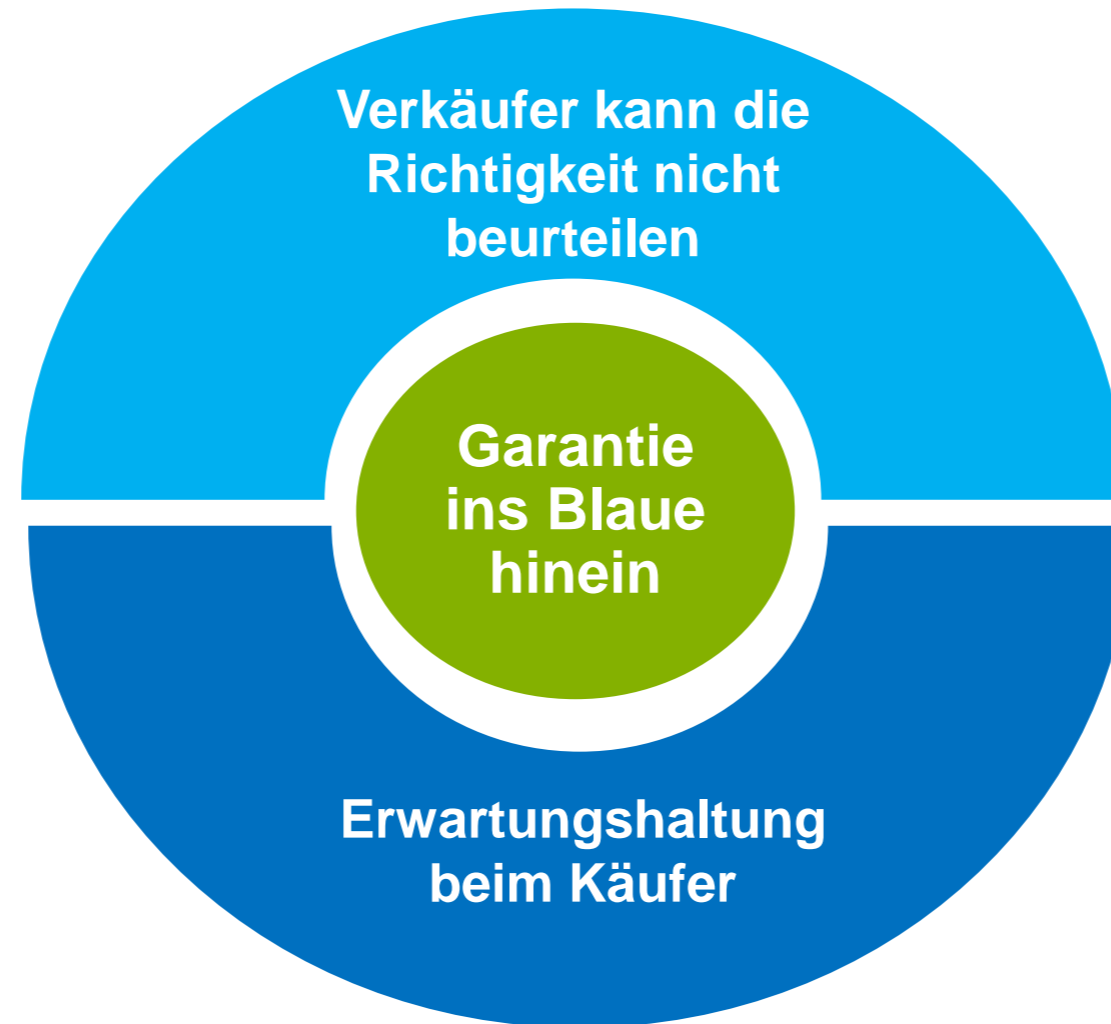 Verkäufer kann die
Richtigkeit nicht
beurteilen
Garantie
ins Blaue
hinein
Erwartungshaltung
beim Käufer